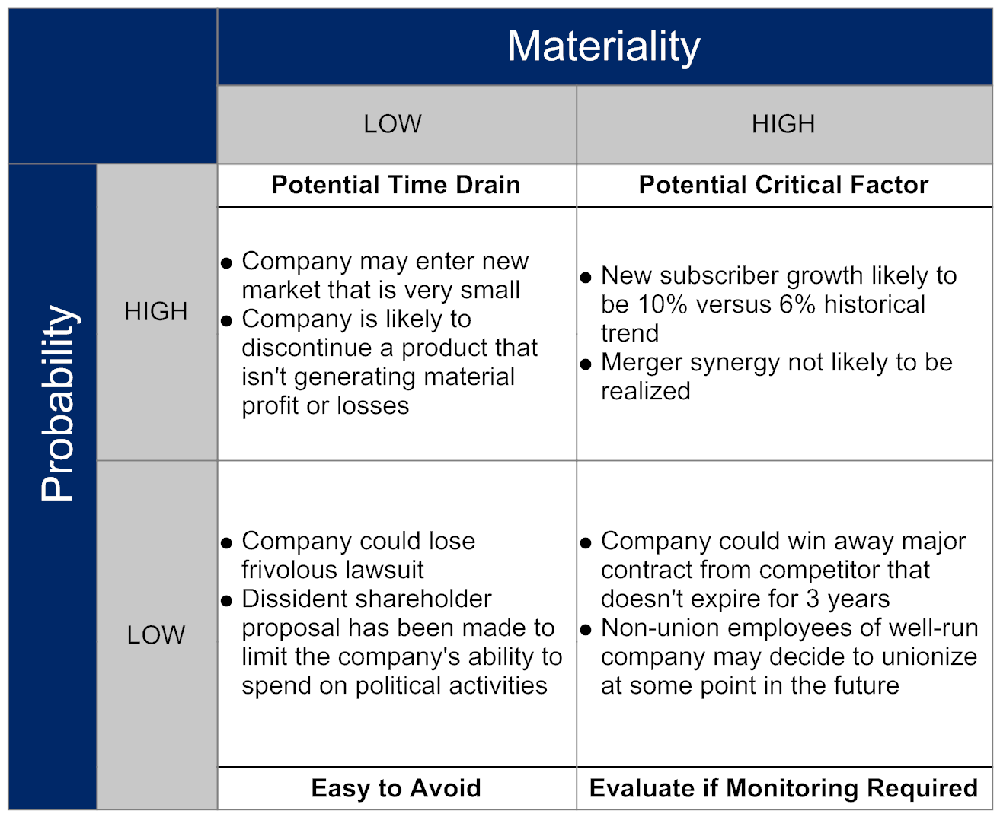 Materiality
LOW
HIGH
Probability
HIGH
Potential Time Drain
● Company may enter new
market that is very small
● Company is likely to
discontinue a product that
isn't generating material
profit or losses
Potential Critical Factor
● New subscriber growth likely to
be 10% versus 6% historical
trend
● Merger synergy not likely to be
realized
LOW
● Company could lose
frivolous lawsuit
● Dissident shareholder
proposal has been made to
limit the company's ability to
spend on political activities
Easy to Avoid
● Company could win away major
contract from competitor that
doesn't expire for 3 years
● Non-union employees of well-run
company may decide to unionize
at some point in the future
Evaluate if Monitoring Required